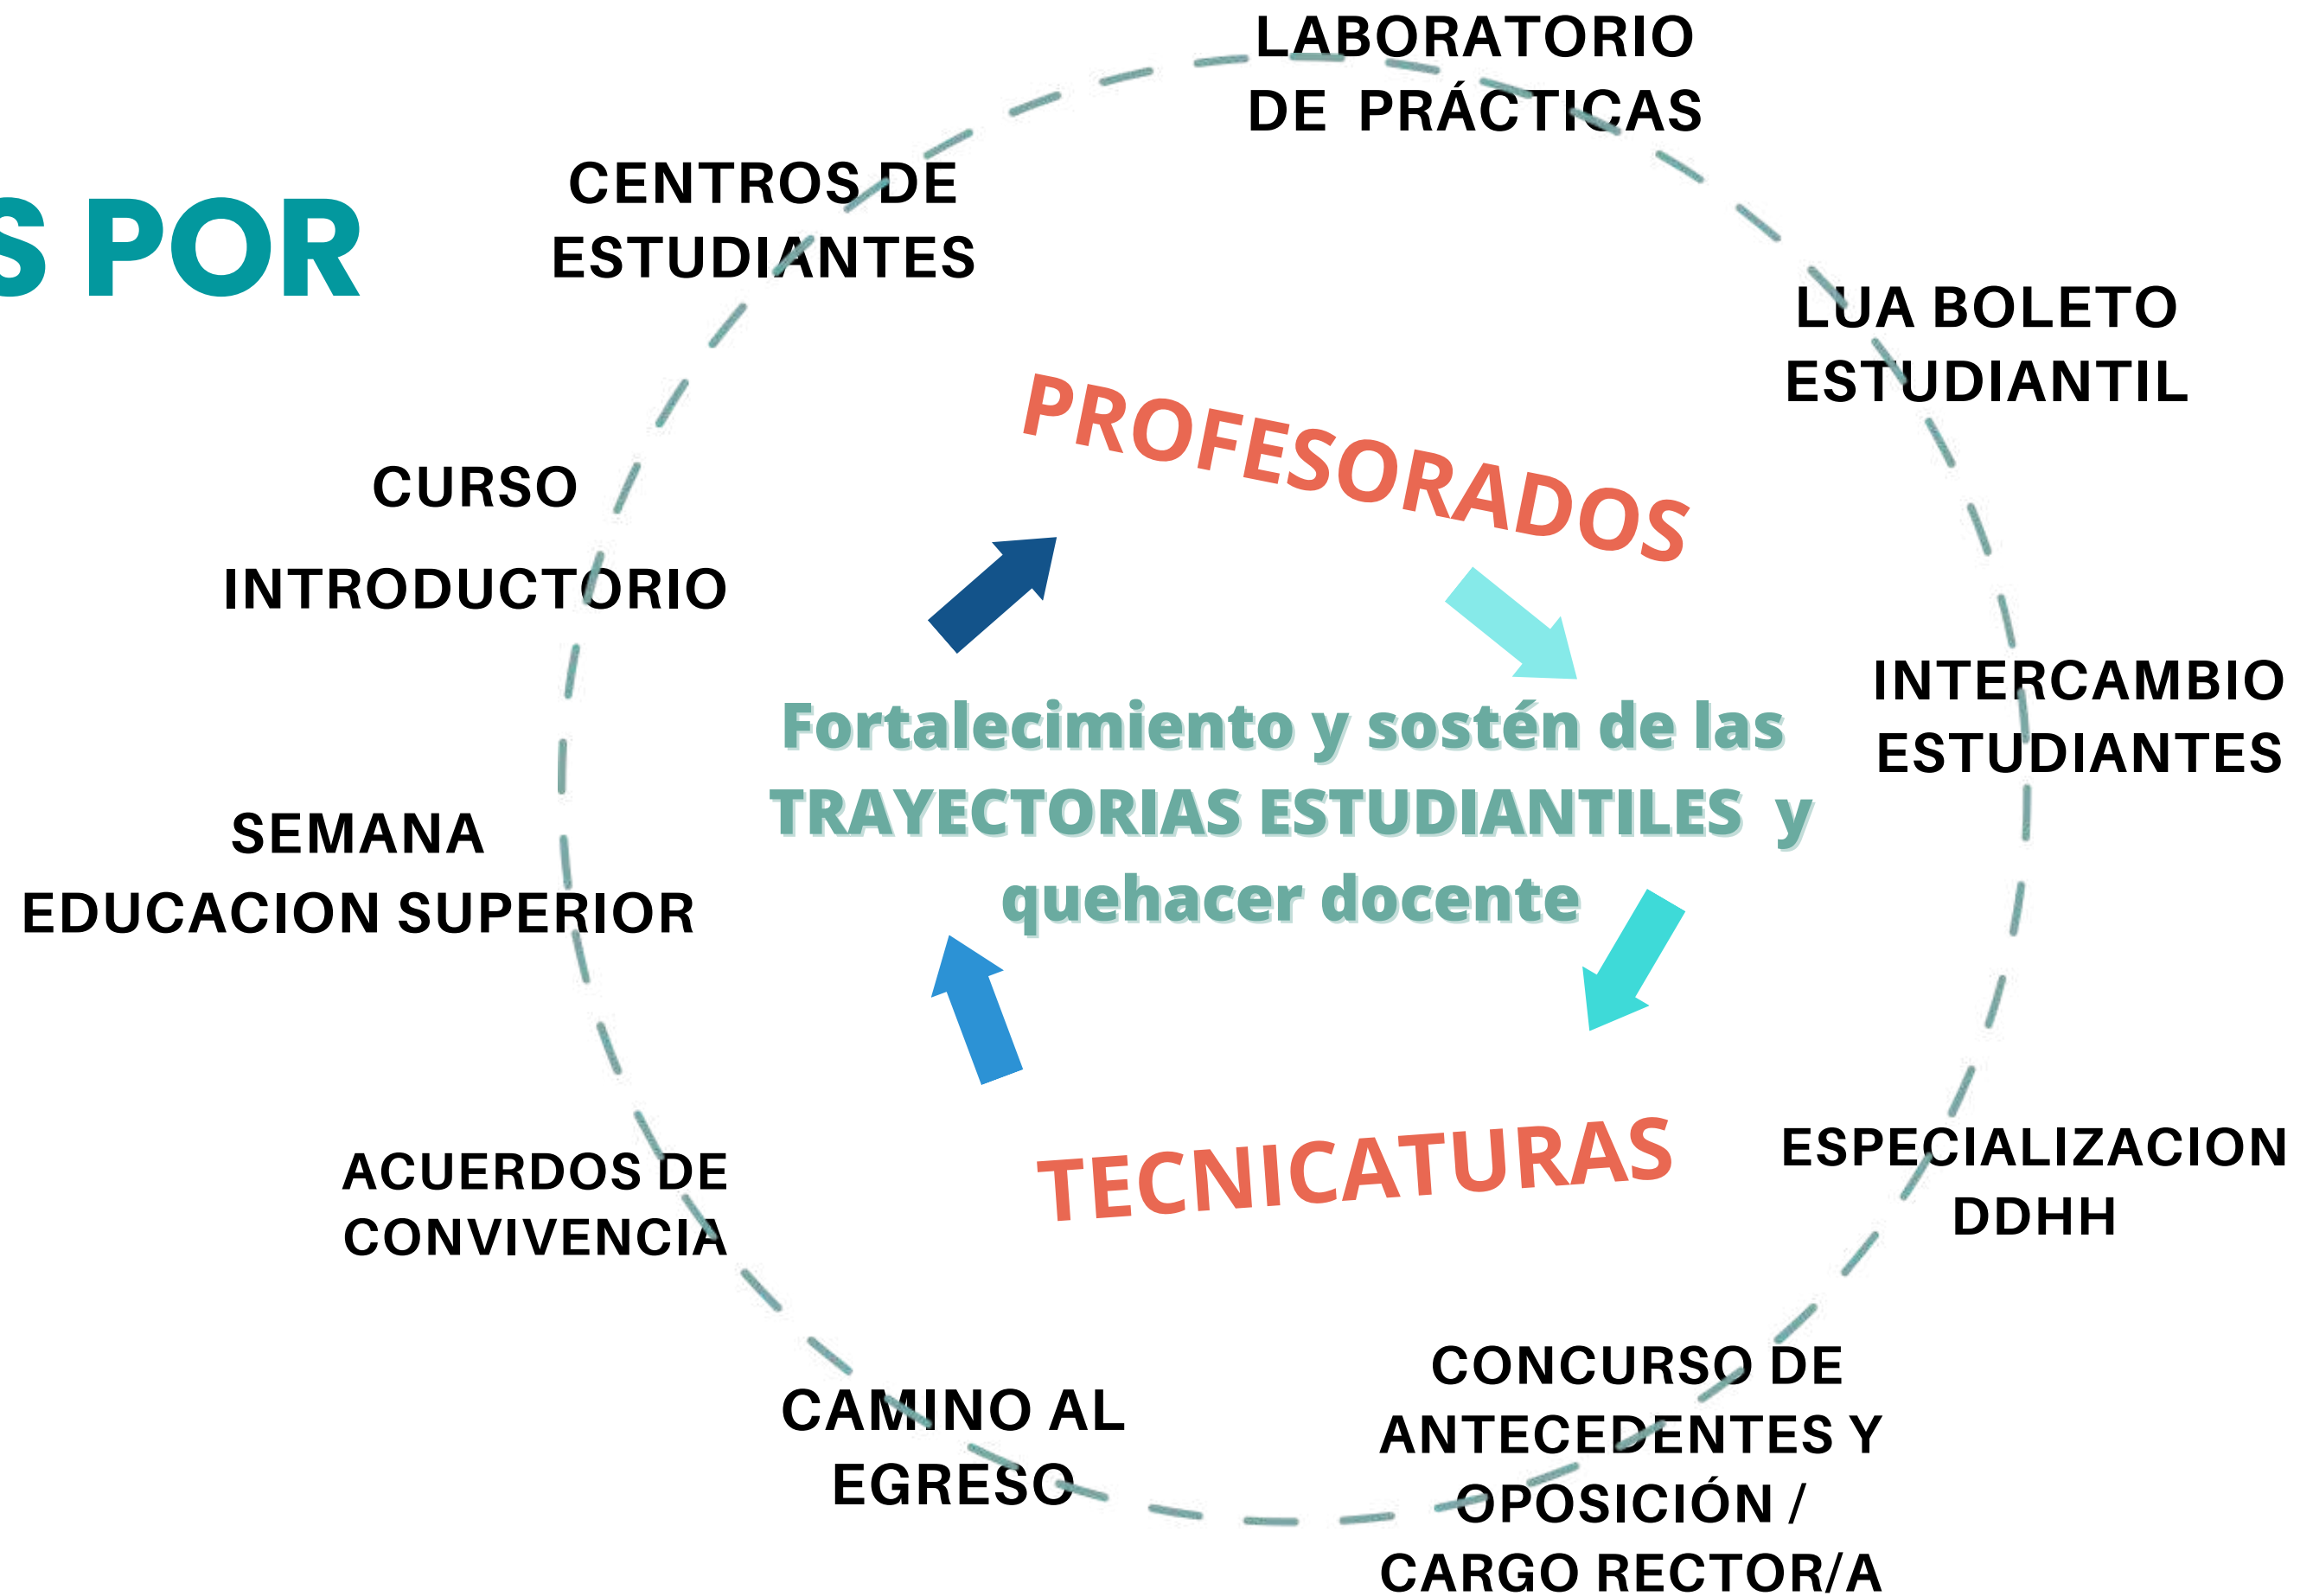 S POR
LABORATORIO
DE PRÁCTICAS
CENTROS DE
ESTUDIANTES
LUA BOLETO
ESTUDIANTIL
CURSO
INTRODUCTORIO
PROFESORADOS
INTERCAMBIO
ESTUDIANTES
Fortalecimiento y sostén de las
TRAYECTORIAS ESTUDIANTILES y
quehacer docente
SEMANA
EDUCACION SUPERIOR
TECNICATURAS
ESPECIALIZACION
DDHH
ACUERDOS DE
CONVIVENCIA
CAMINO AL
EGRESO
CONCURSO DE
ANTECEDENTES Y
OPOSICIÓN /
CARGO RECTOR/A